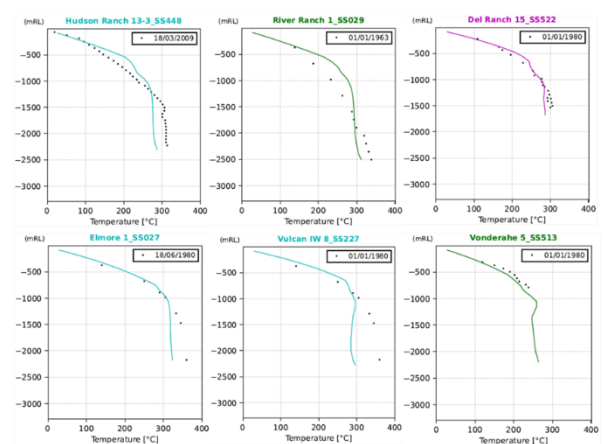 Hudson Ranch 13-3_SS448
River Ranch 1_SS029
Del Ranch 15_SS522
(mRL)
(mRL)
(mRL)
18/03/2009
01/01/1963
01/01/1980
−500
−500
−500
−1000
−1000
−1000
−1500
−1500
−1500
−2000
−2000
−2000
−2500
−2500
−2500
−3000
−3000
−3000
0 100 200 300 400
0 100 200 300 400
0 100 200 300 400
Temperature [°C]
Temperature [°C]
Temperature [°C]
Elmore 1_SS027
Vulcan IW 8_SS227
Vonderahe 5_SS513
(mRL)
(mRL)
(mRL)
18/06/1980
01/01/1980
01/01/1980
−500
−500
−500
−1000
−1000
−1000
−1500
−1500
−1500
−2000
−2000
−2000
−2500
−2500
−2500
−3000
−3000
−3000
0 100 200 300 400
0 100 200 300 400
0 100 200 300 400
Temperature [°C]
Temperature [°C]
Temperature [°C]